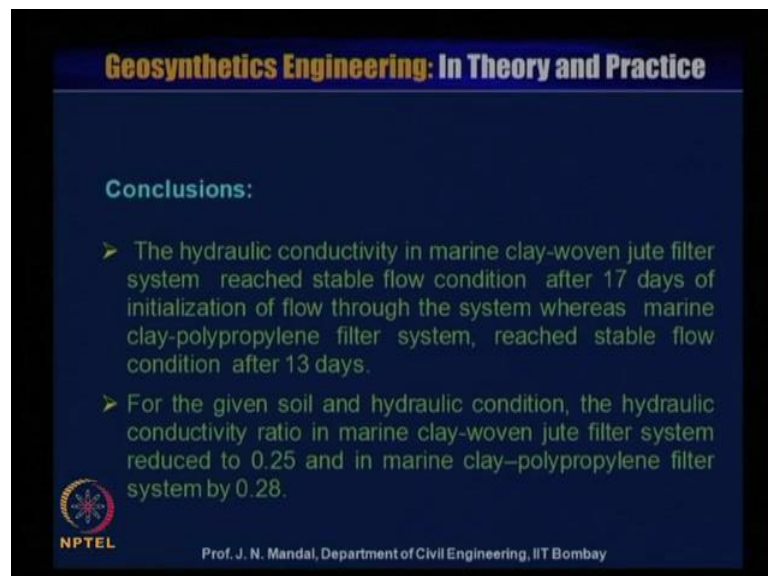 Geosynthetics Engineering: In Theory and Practice
Conclusions:
➢ The hydraulic conductivity in marine clay-woven jute filter
system reached stable flow condition after 17 days of
initialization of flow through the system whereas marine
clay-polypropylene filter system, reached stable flow
condition after 13 days.
➢ For the given soil and hydraulic condition, the hydraulic
conductivity ratio in marine clay-woven jute filter system
reduced to 0.25 and in marine clay–polypropylene filter
system by 0.28.
NPTEL
Prof. J. N. Mandal, Department of Civil Engineering, IIT Bombay